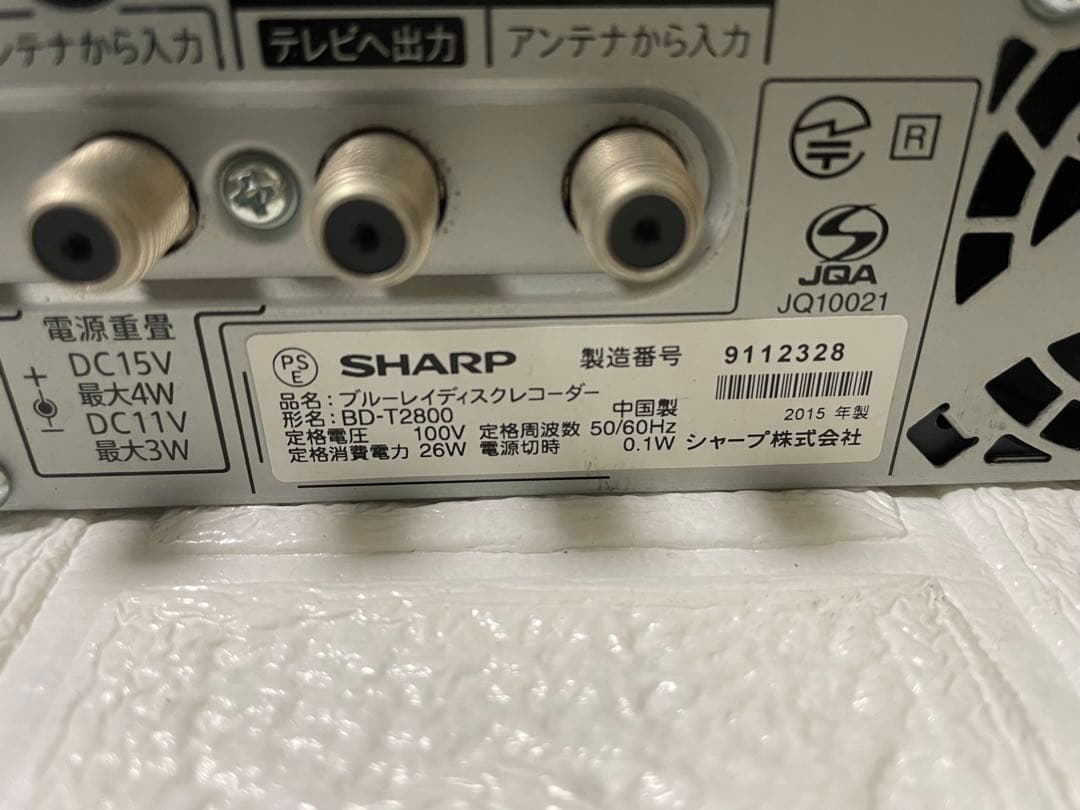 ンテナから入力
テレビへ出力
アンテナから入力
R
JQA
JQ10021
電源重畳
DC15V
最大4W
DC11V
最大3W
PS
E
SHARP
製造番号 9112328
品名:ブルーレイディスクレコーダー
形名:BD-T2800 中国製
2015 年製
定格電圧 100V 定格周波数 50/60Hz
定格消費電力 26W 電源切時 0.1W シャープ株式会社